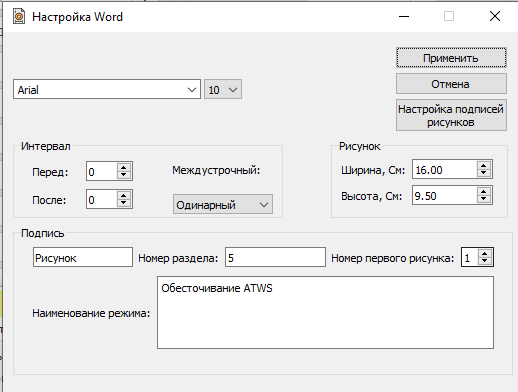 Настройка Word
Применить
Arial
10
Отмена
Настройка подписей
рисунков
Интервал
Перед:
0
Междустрочный:
После:
0
Одинарный
Рисунок
Ширина, См:
16.00
Высота, См:
9.50
Подпись
Рисунок
Номер раздела:
5
Номер первого рисунка:
1
Наименование режима:
Обесточивание ATWS